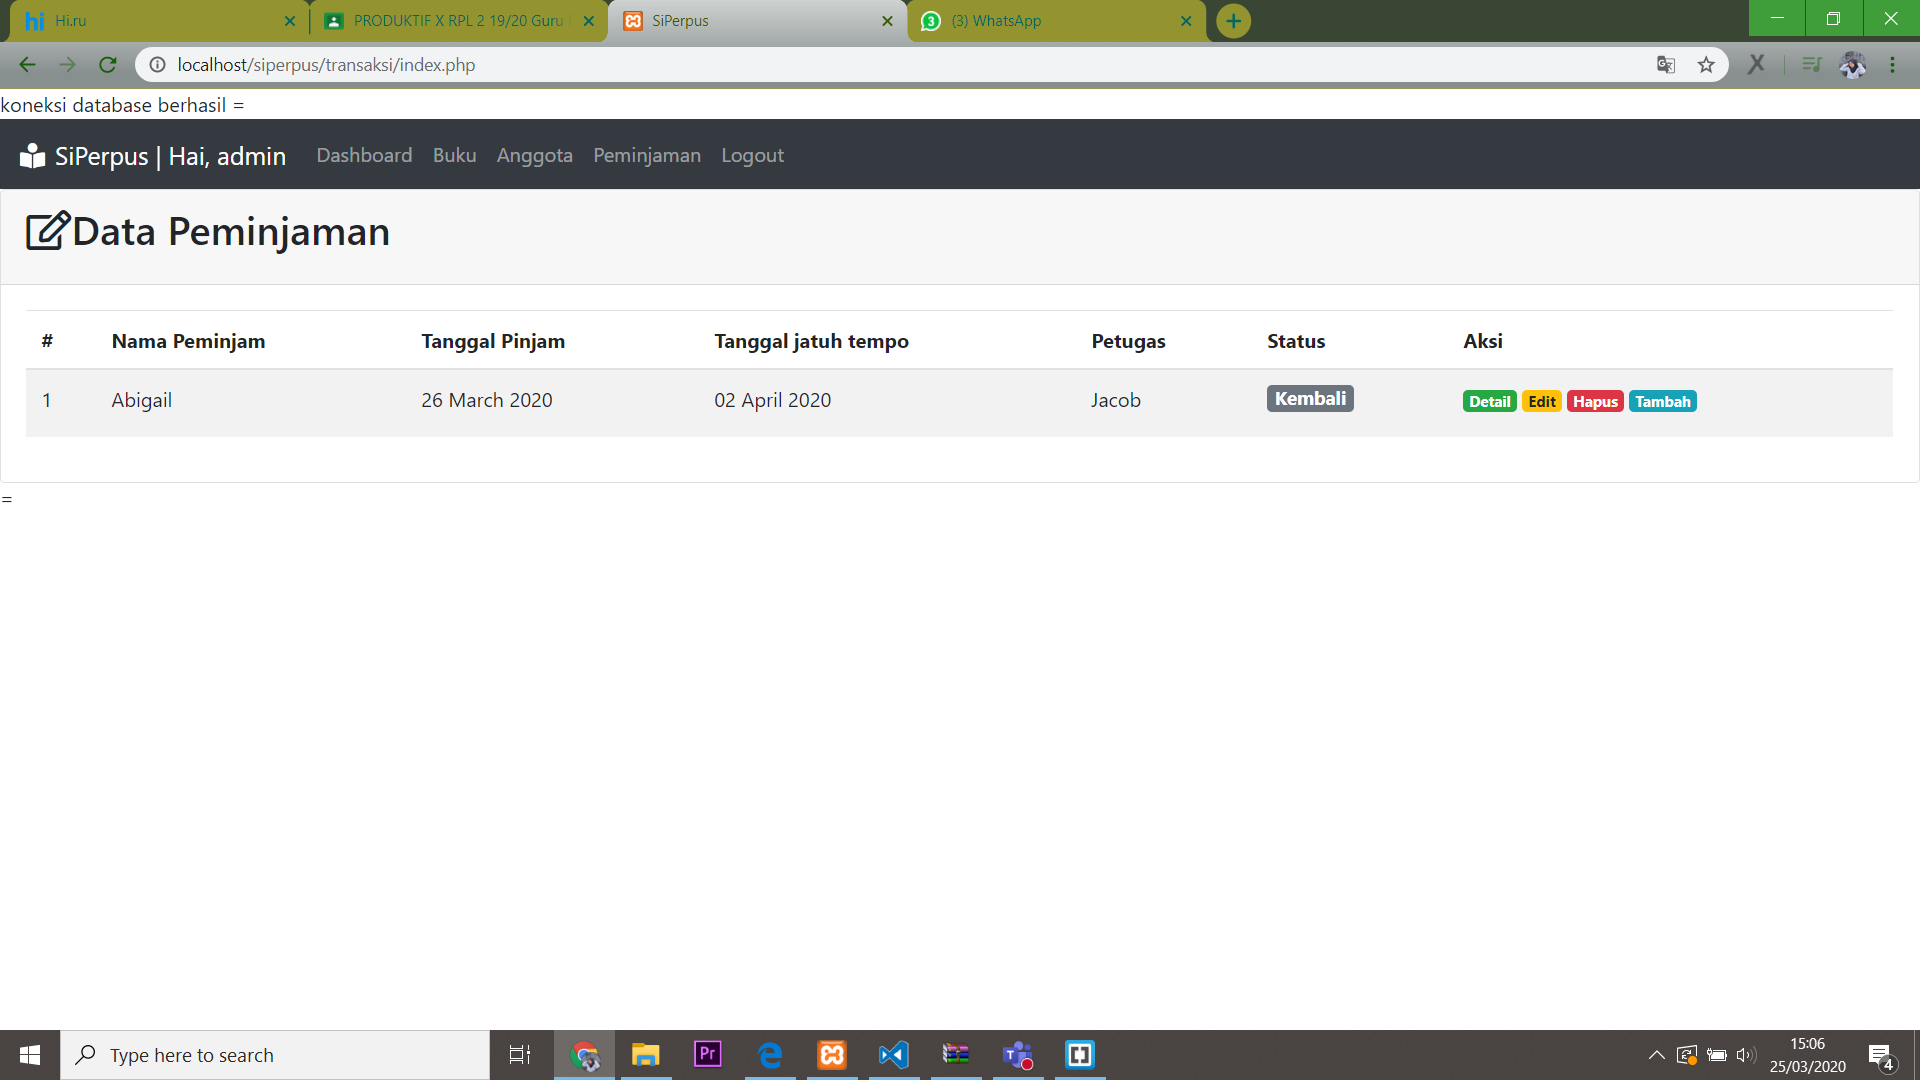 hi Hi.ru
PRODUKTIF X RPL 2 19/20 Guru
SiPerpus
3 (3) WhatsApp
localhost/siperpus/transaksi/index.php
koneksi database berhasil =
SiPerpus | Hai, admin Dashboard Buku Anggota Peminjaman Logout
Data Peminjaman
# Nama Peminjam Tanggal Pinjam Tanggal jatuh tempo Petugas Status Aksi
1 Abigail 26 March 2020 02 April 2020 Jacob Kembali Detail Edit Hapus Tambah
=
Type here to search
Pr
15:06
25/03/2020
4